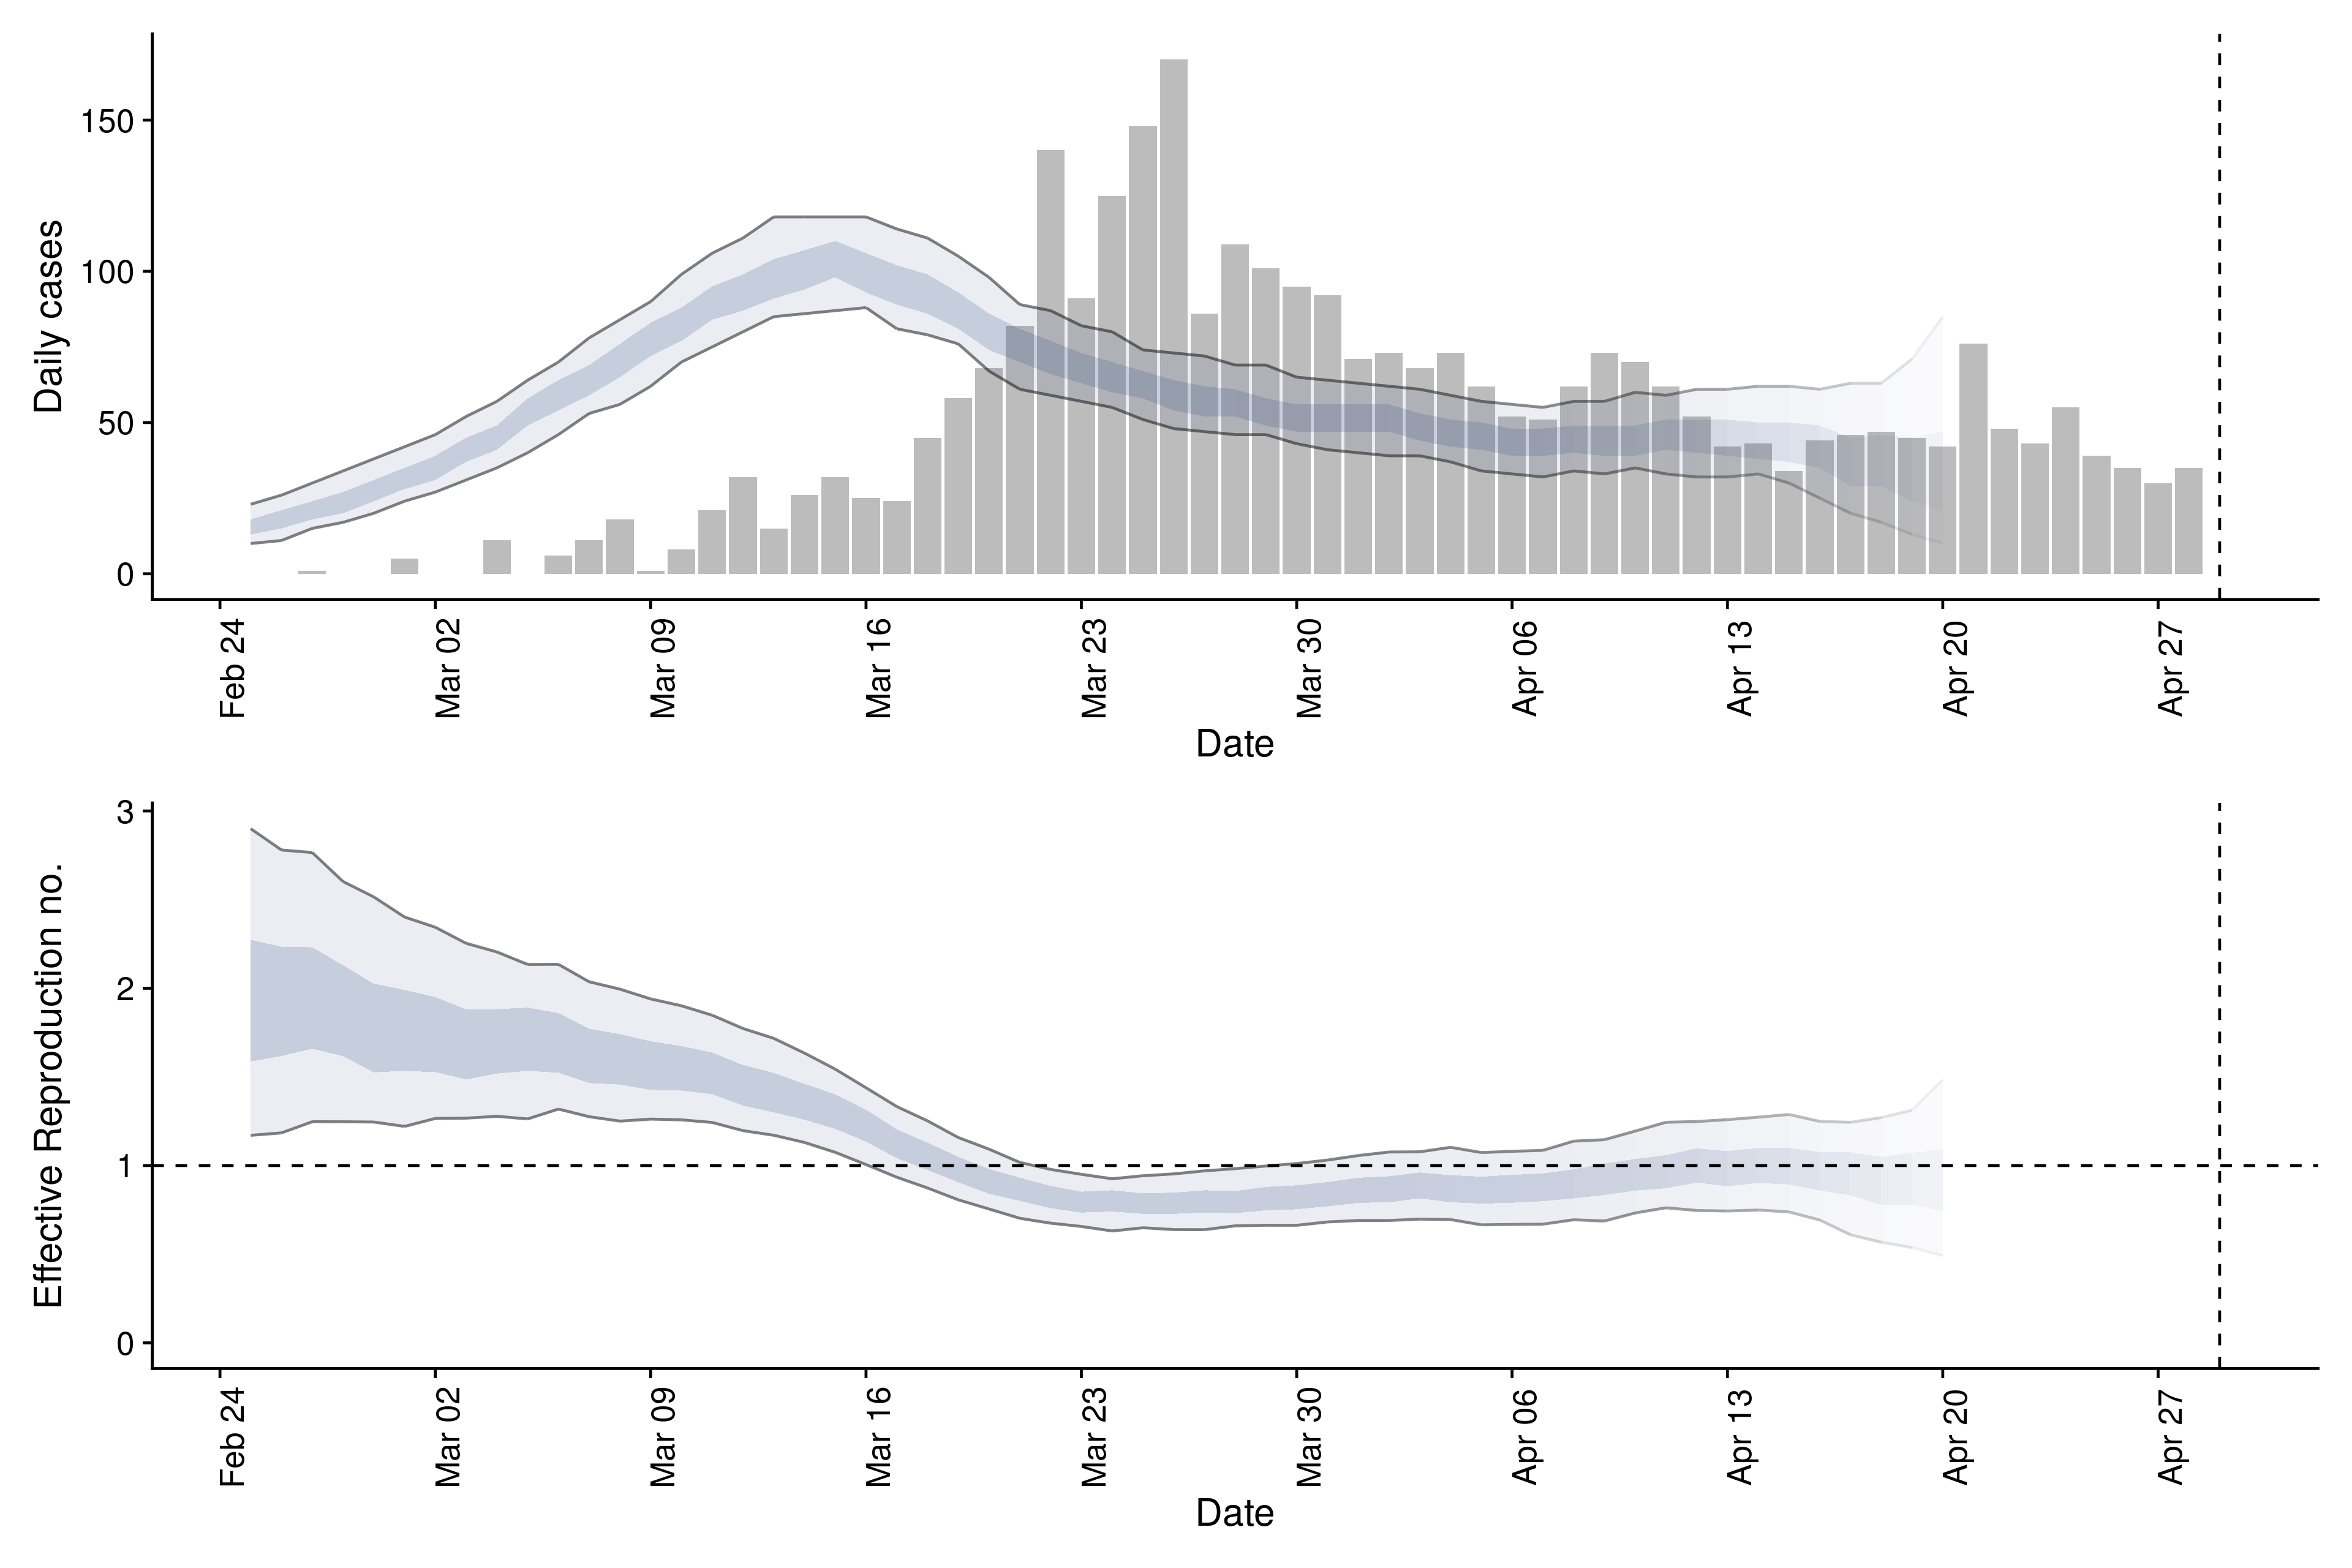 Daily cases
150
100
50
0
Feb 24
Mar 02
Mar 09
Mar 16
Mar 23
Mar 30
Apr 06
Apr 13
Apr 20
Apr 27
Date
Effective Reproduction no.
3
2
1
0
Feb 24
Mar 02
Mar 09
Mar 16
Mar 23
Mar 30
Apr 06
Apr 13
Apr 20
Apr 27
Date